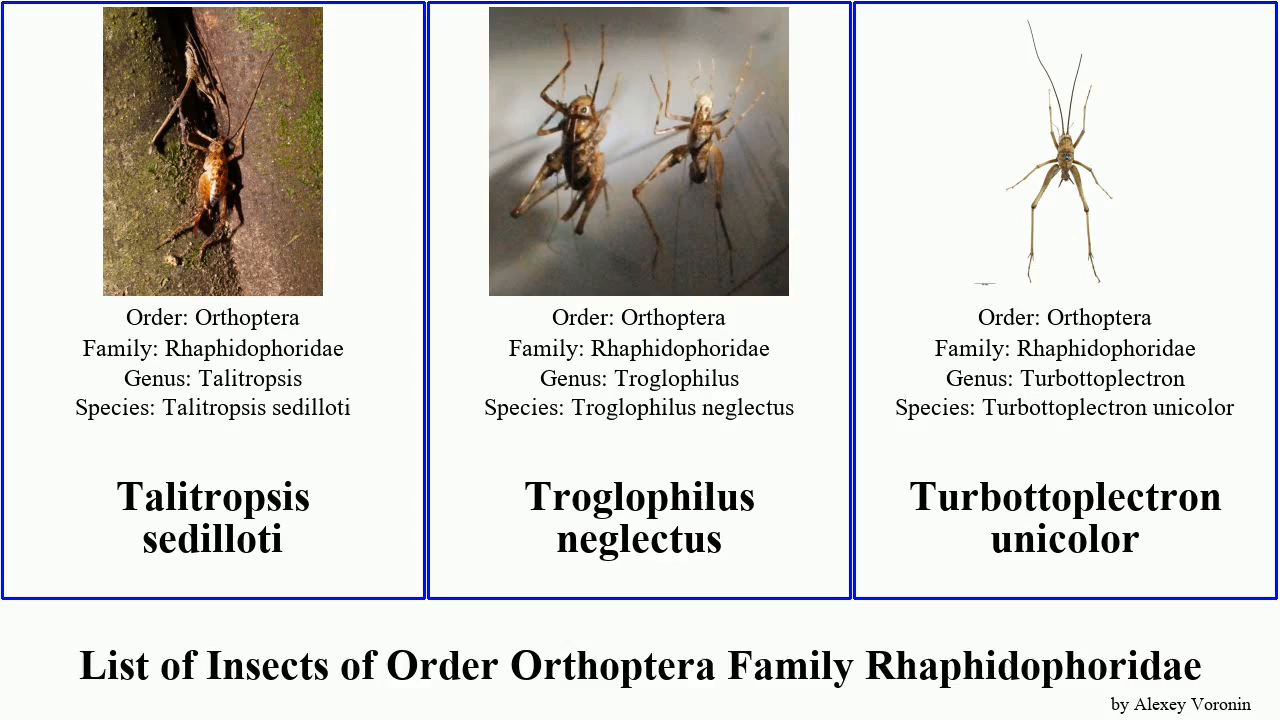 Order: Orthoptera
Family: Rhaphidophoridae
Genus: Talitropsis
Species: Talitropsis sedilloti
Talitropsis
sedilloti
Order: Orthoptera
Family: Rhaphidophoridae
Genus: Troglophilus
Species: Troglophilus neglectus
Troglophilus
neglectus
Order: Orthoptera
Family: Rhaphidophoridae
Genus: Turbottoplectron
Species: Turbottoplectron unicolor
Turbottoplectron
unicolor
List of Insects of Order Orthoptera Family Rhaphidophoridae
by Alexey Voronin